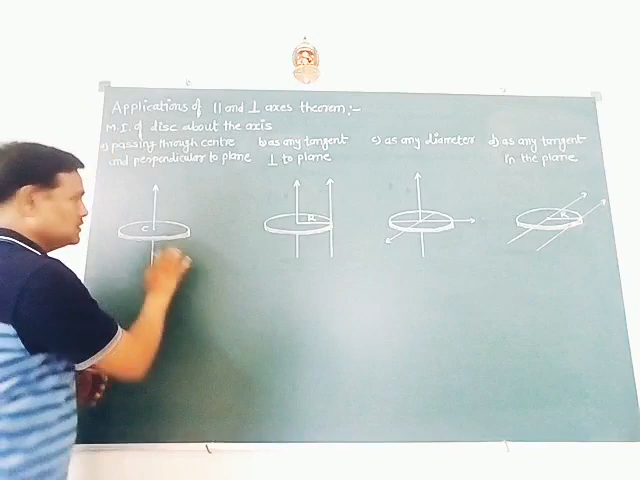 Applications of || and ⊥ axes theorem:-
M.I. of disc about the axis
a) passing through centre and perpendicular to plane
b) as any tangent ⊥ to plane
c) as any diameter
d) as any tangent in the plane
C
R
R